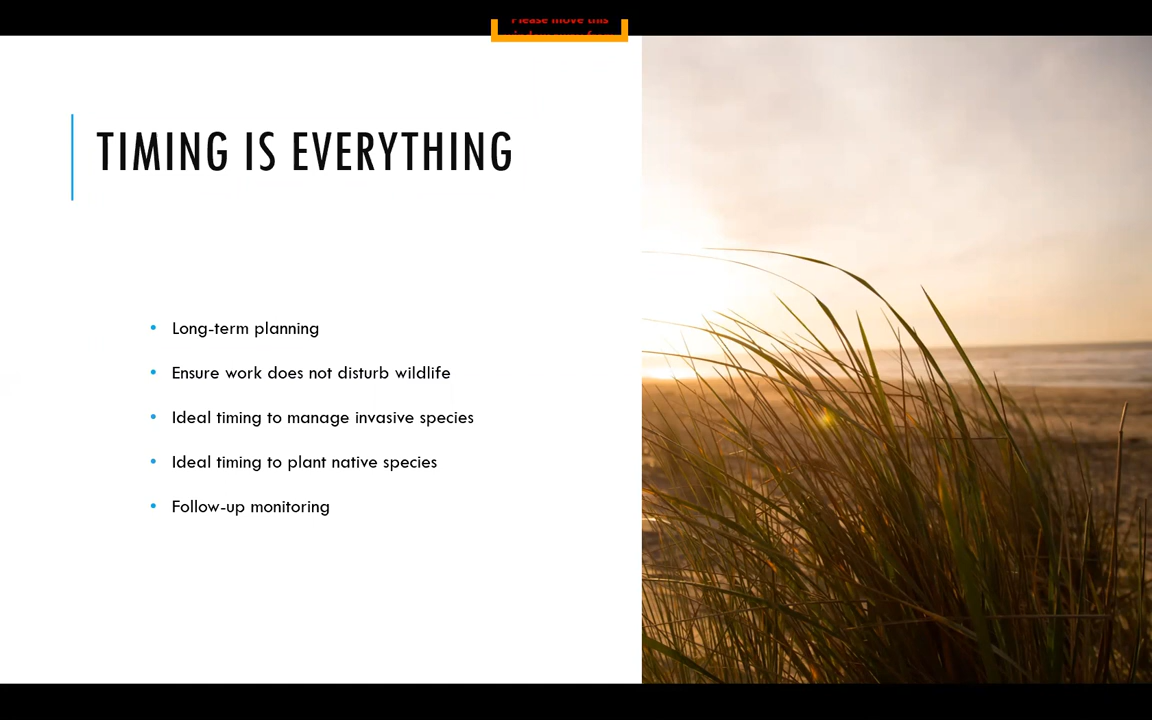 Please move this
TIMING IS EVERYTHING
• Long-term planning
• Ensure work does not disturb wildlife
• Ideal timing to manage invasive species
• Ideal timing to plant native species
• Follow-up monitoring